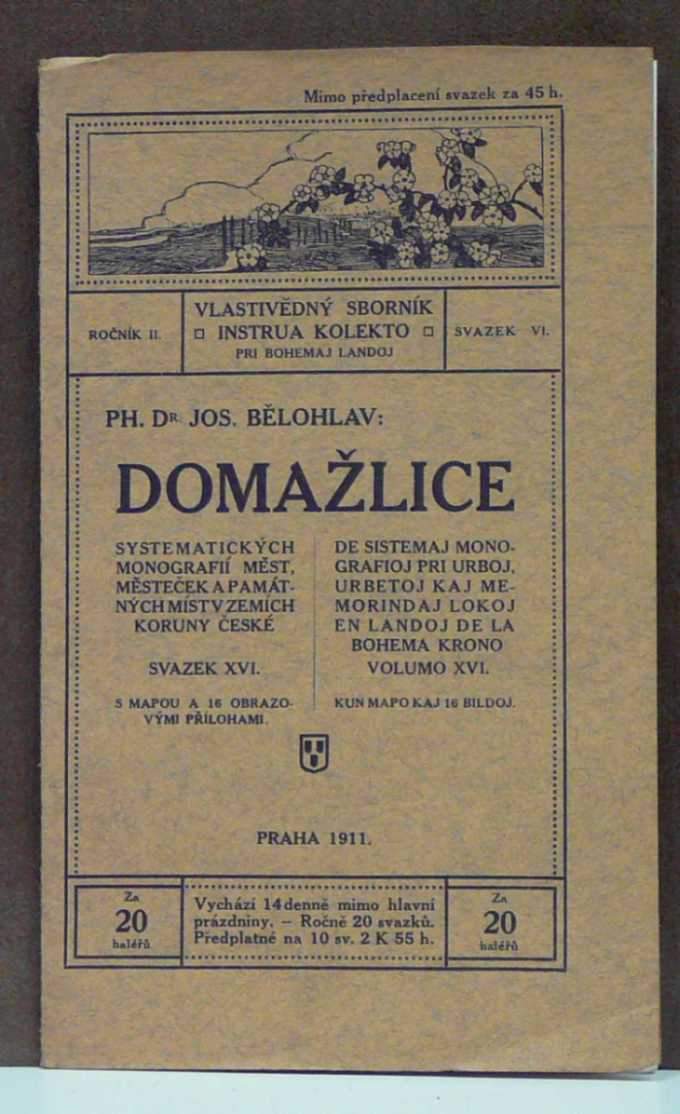 Mimo předplacení svazek za 45 h.
ROČNÍK II.
VLASTIVĚDNÝ SBORNÍK
INSTRUA KOLEKTO
PRI BOHEMAJ LANDOJ
SVAZEK VI.
PH. DR. JOS. BĚLOHLAV:
DOMAŽLICE
SYSTEMATICKÝCH
MONOGRAFIÍ MĚST,
MĚSTEČEK A PAMÁT-
NÝCH MÍST V ZEMÍCH
KORUNY ČESKÉ
SVAZEK XVI.
S MAPOU A 16 OBRAZO-
VÝMI PŘÍLOHAMI.
DE SISTEMAJ MONO-
GRAFIOJ PRI URBOJ,
URBETOJ KAJ ME-
MORINDAJ LOKOJ
EN LANDOJ DE LA
BOHEMA KRONO
VOLUMO XVI.
KUN MAPO KAJ 16 BILDOJ.
PRAHA 1911.
Za
20
haléřů
Vychází 14denně mimo hlavní
prázdniny. – Ročně 20 svazků.
Předplatné na 10 sv. 2 K 55 h.
Za
20
haléřů